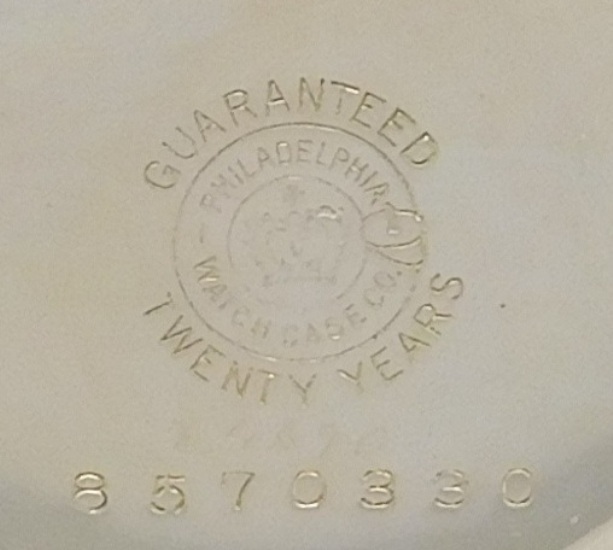 GUARANTEED
PHILADELPHIA
WATCH CASE CO.
TWENTY YEARS
8570330